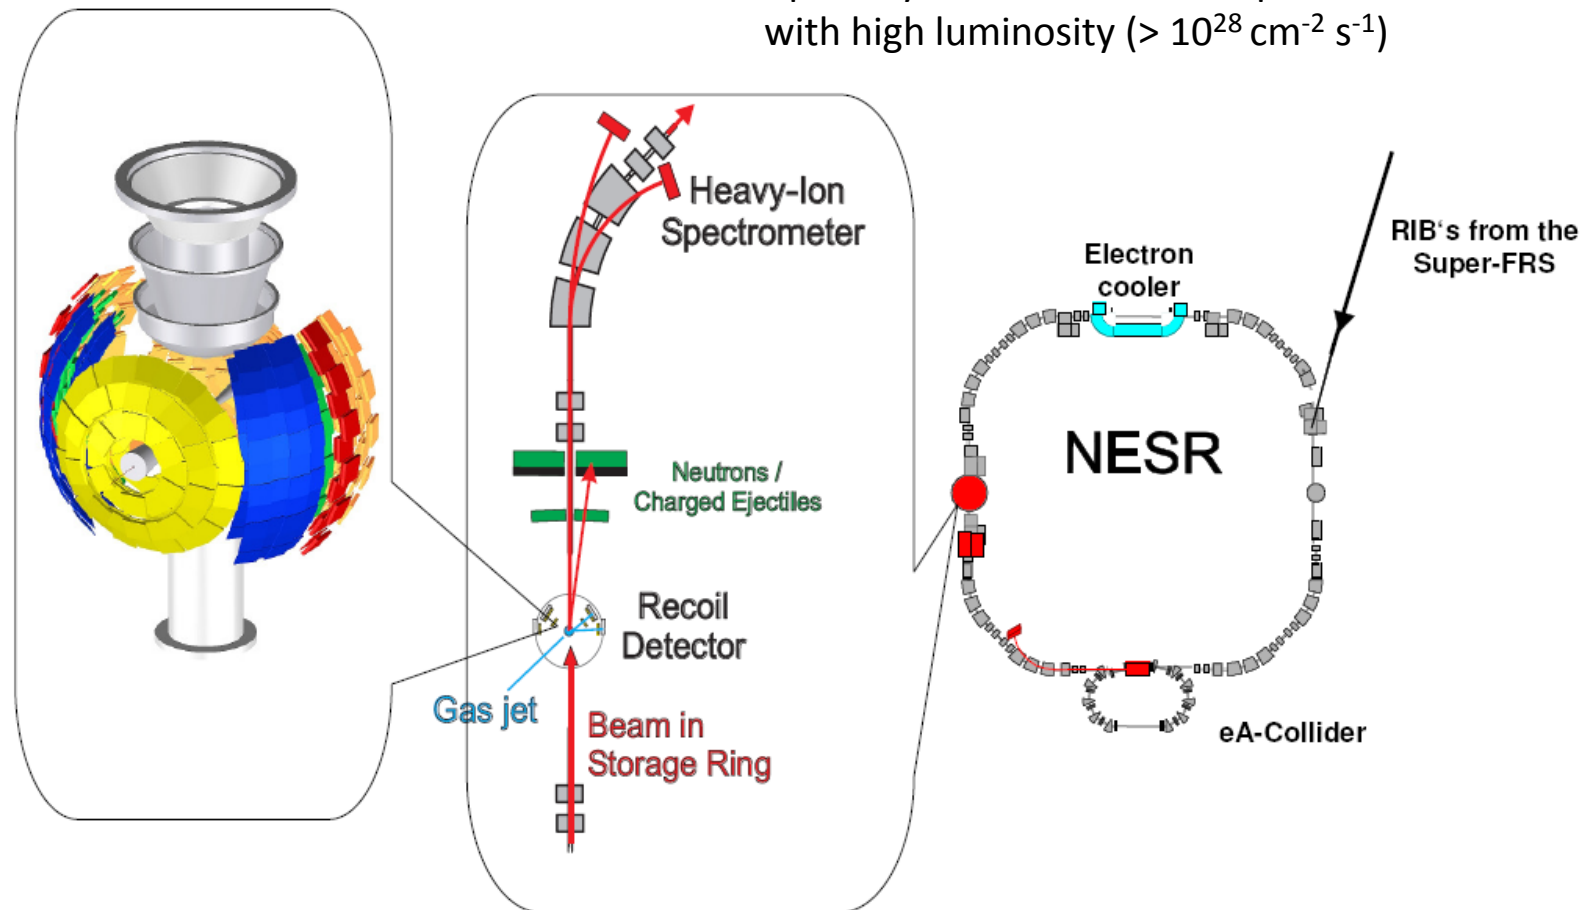 with high luminosity (> 10²⁸ cm⁻² s⁻¹)
Heavy-Ion
Spectrometer
Neutrons /
Charged Ejectiles
Recoil
Detector
Gas jet
Beam in
Storage Ring
Electron
cooler
RIB's from the
Super-FRS
NESR
eA-Collider